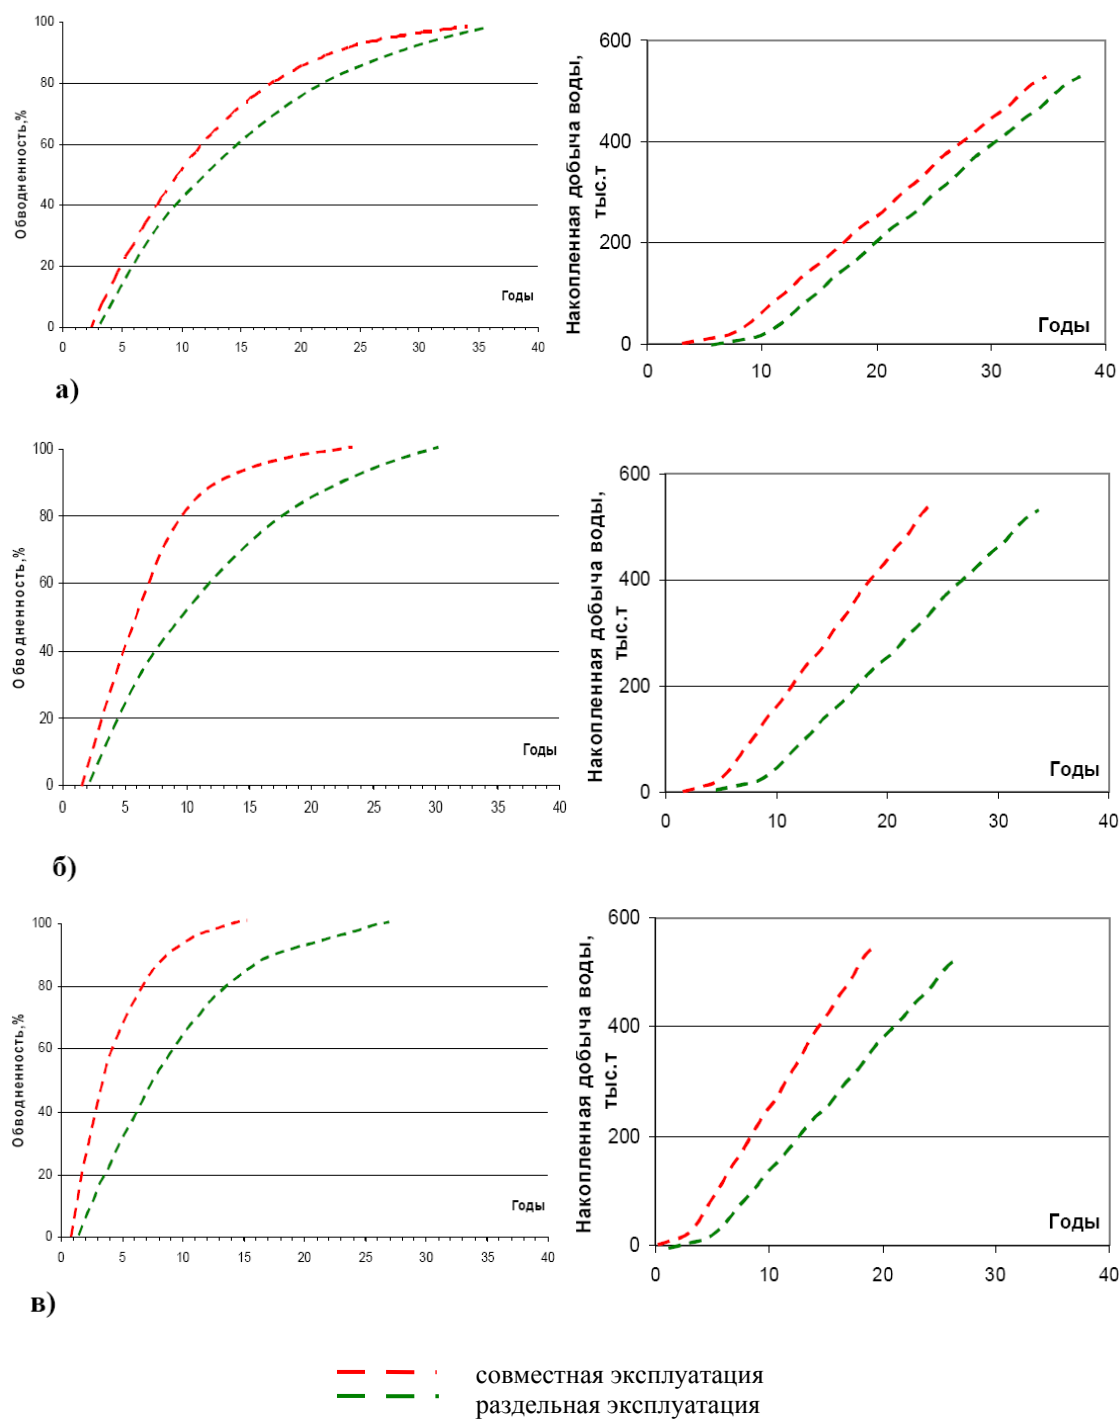 Обводненность,%
100
80
60
40
20
0
Годы
0 5 10 15 20 25 30 35 40
Накопленная добыча воды,
тыс.т
600
400
200
0
Годы
0 10 20 30 40
а)
Обводненность,%
100
80
60
40
20
0
Годы
0 5 10 15 20 25 30 35 40
Накопленная добыча воды,
тыс.т
600
400
200
0
Годы
0 10 20 30 40
б)
Обводненность,%
100
80
60
40
20
0
Годы
0 5 10 15 20 25 30 35 40
Накопленная добыча воды,
тыс.т
600
400
200
0
Годы
0 10 20 30 40
в)
совместная эксплуатация
раздельная эксплуатация